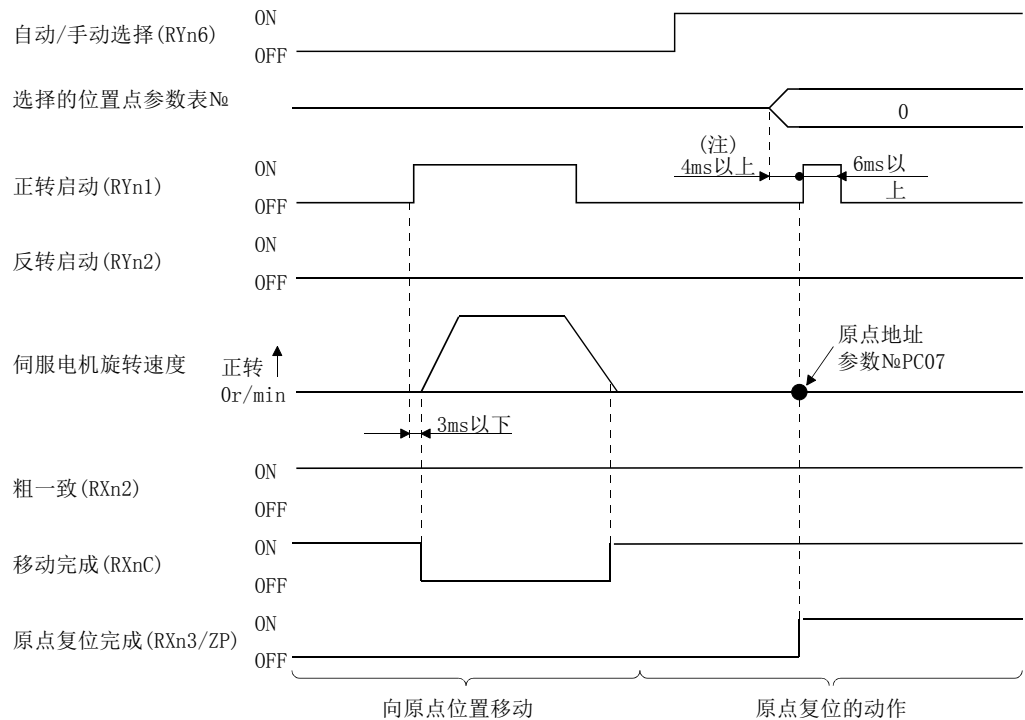 自动/手动选择(RYn6)
ON
OFF
选择的位置点参数表№
0
正转启动(RYn1)
ON
OFF
(注)
4ms以上
6ms以
上
反转启动(RYn2)
ON
OFF
伺服电机旋转速度
正转
0r/min
3ms以下
原点地址
参数№PC07
粗一致(RXn2)
ON
OFF
移动完成(RXnC)
ON
OFF
原点复位完成(RXn3/ZP)
ON
OFF
向原点位置移动
原点复位的动作